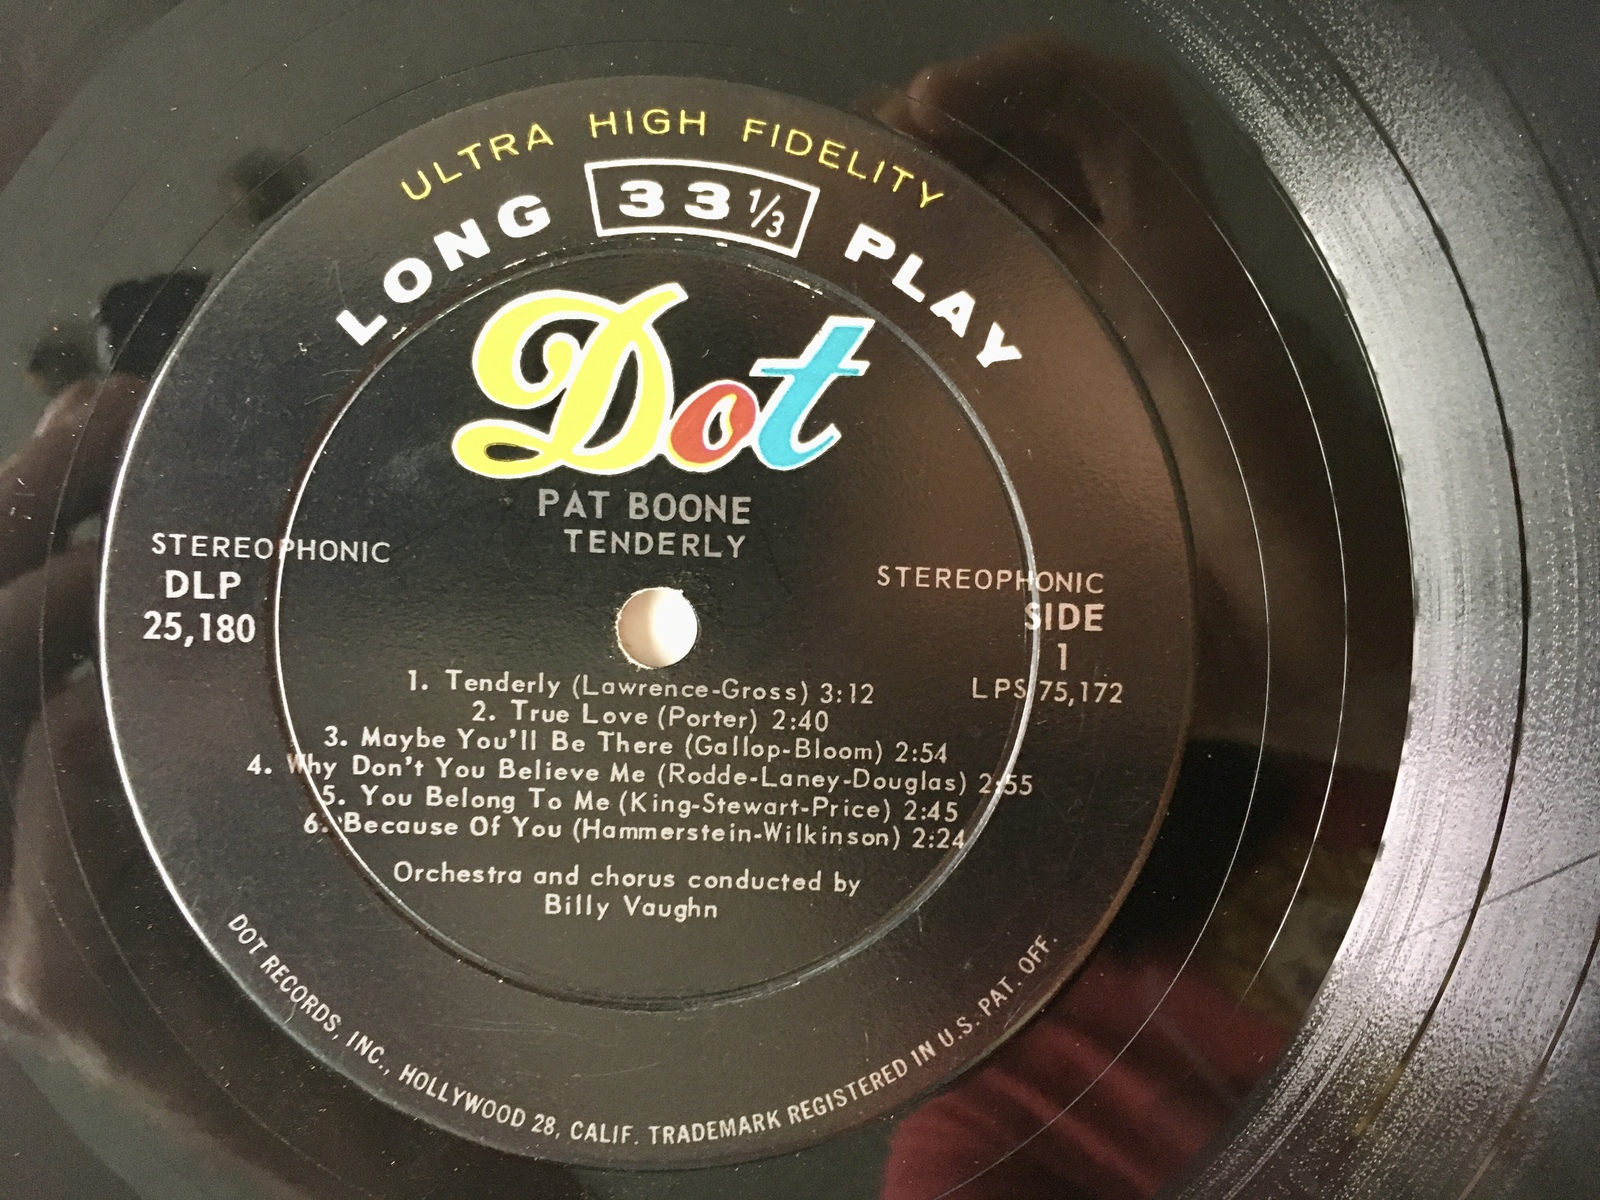 ULTRA HIGH FIDELITY
LONG 33 1/3 PLAY
Dot
PAT BOONE
TENDERLY
STEREOPHONIC
DLP
25,180
STEREOPHONIC
SIDE
1
LPS 75,172
1. Tenderly (Lawrence-Gross) 3:12
2. True Love (Porter) 2:40
3. Maybe You'll Be There (Gallop-Bloom) 2:54
4. Why Don't You Believe Me (Rodde-Laney-Douglas) 2:55
5. You Belong To Me (King-Stewart-Price) 2:45
6. Because Of You (Hammerstein-Wilkinson) 2:24
Orchestra and chorus conducted by
Billy Vaughn
DOT RECORDS, INC., HOLLYWOOD 28, CALIF. TRADEMARK REGISTERED IN U.S. PAT. OFF.